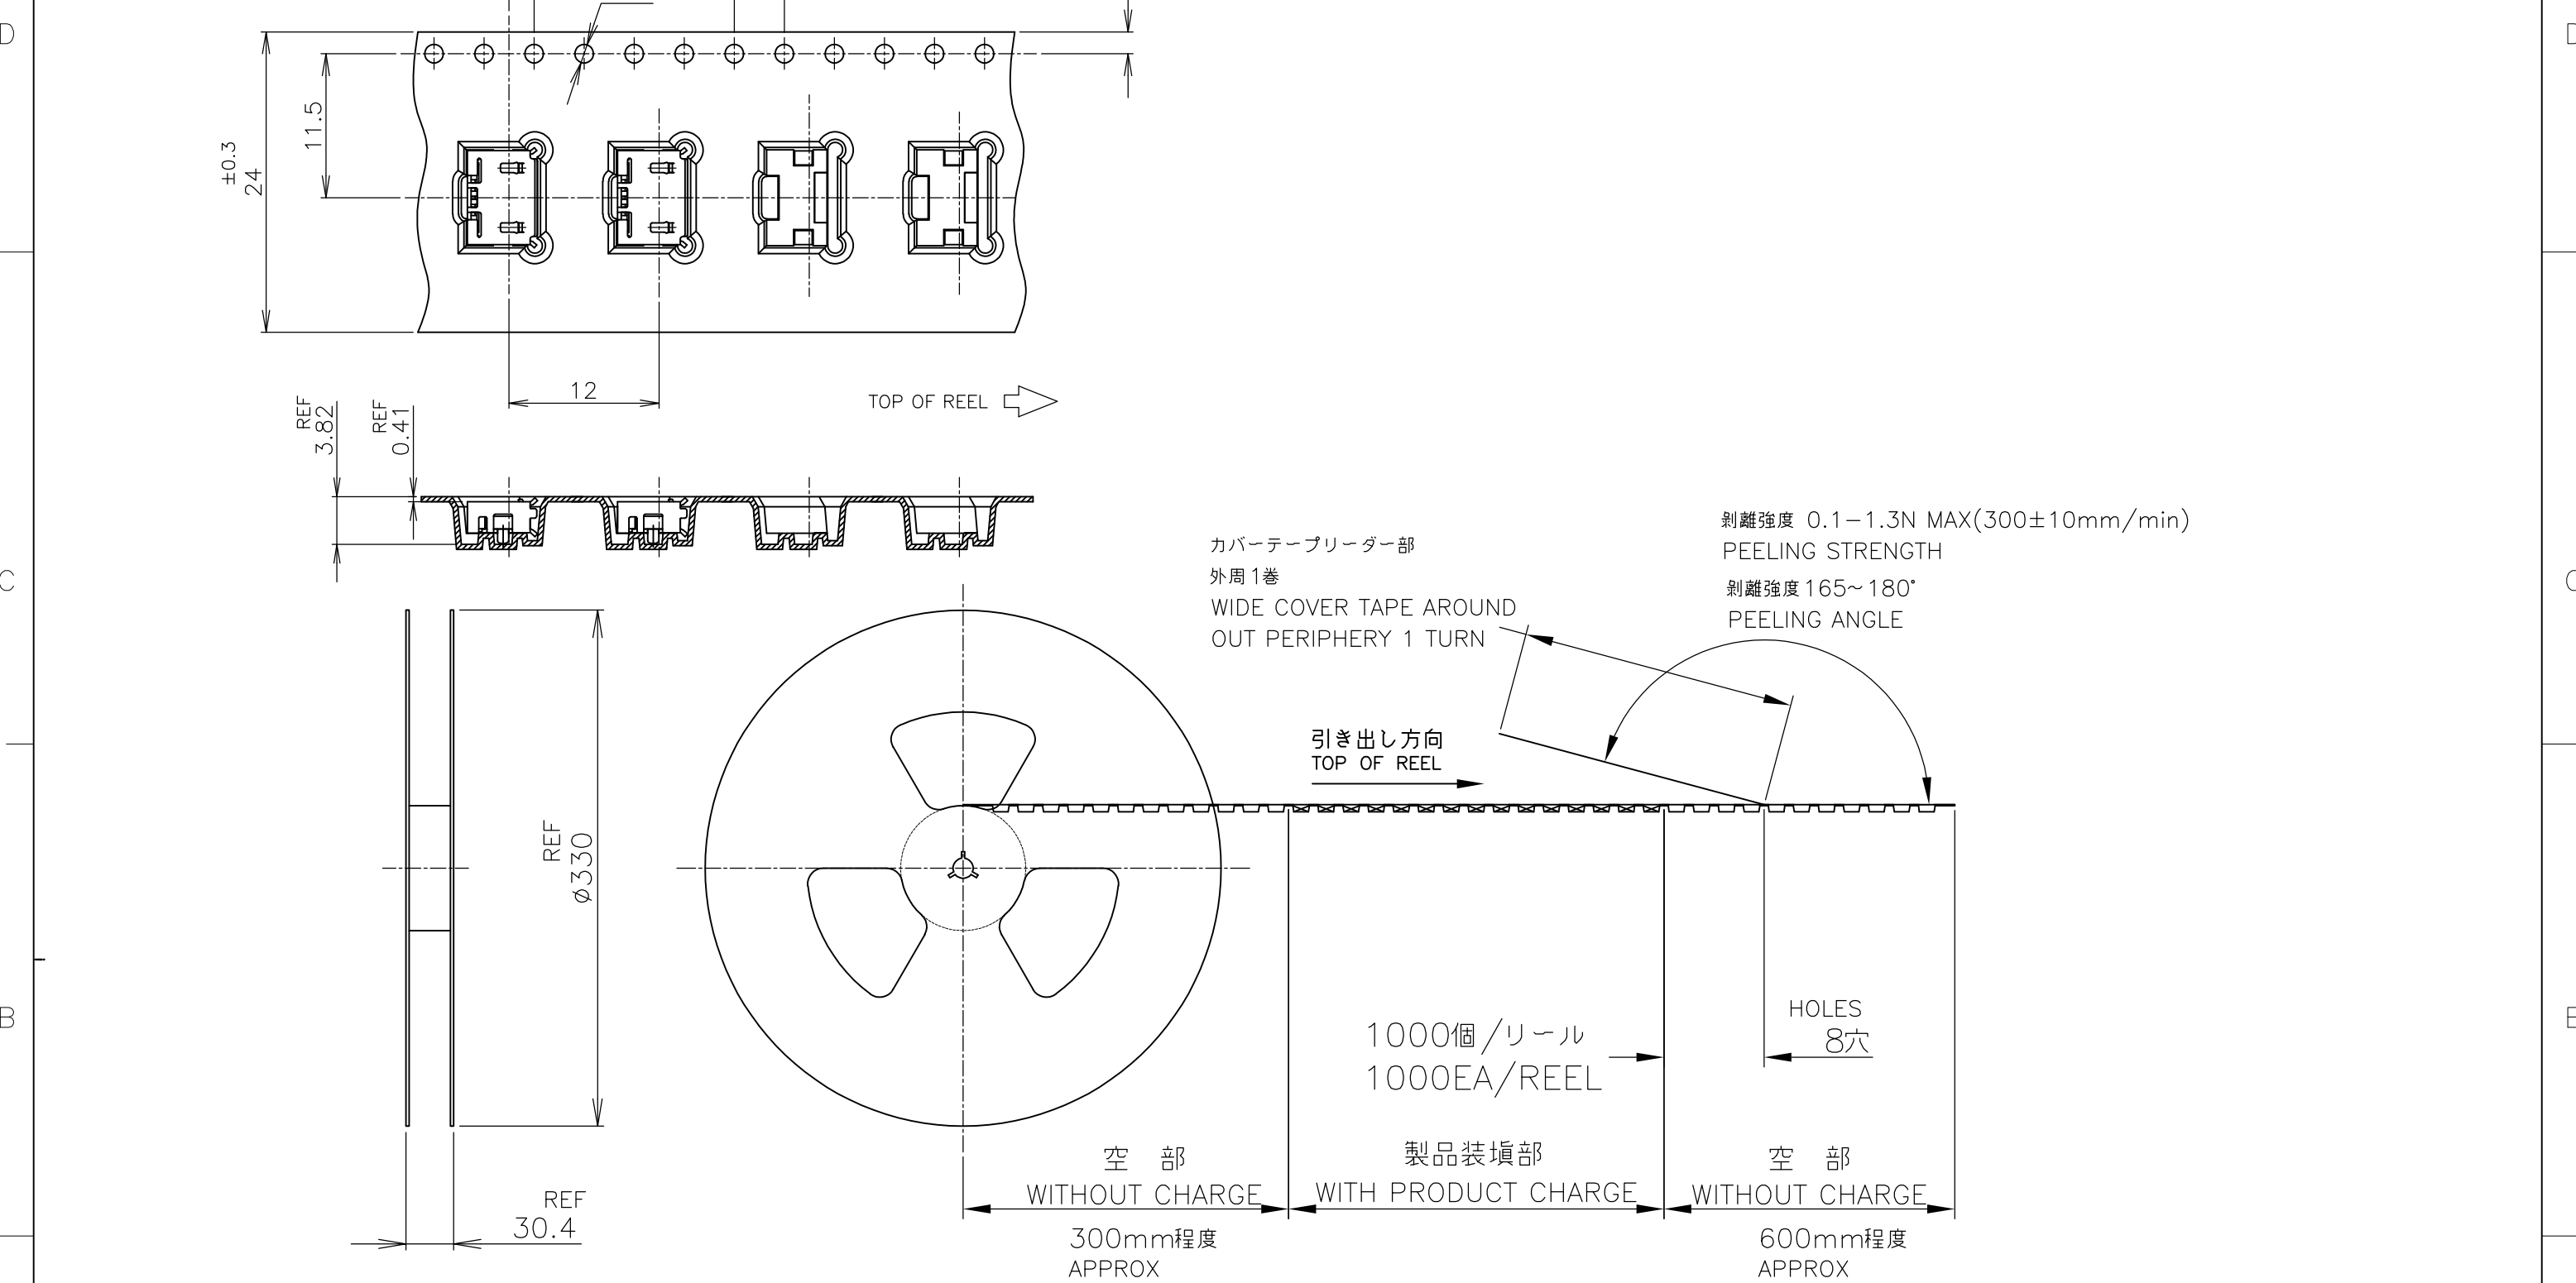 D
±0.3
24
11.5
12
TOP OF REEL
REF
3.82
REF
0.41
C
カバーテープリーダー部
外周1巻
WIDE COVER TAPE AROUND
OUT PERIPHERY 1 TURN
剝離強度 0.1-1.3N MAX(300±10mm/min)
PEELING STRENGTH
剝離強度165~180°
PEELING ANGLE
引き出し方向
TOP OF REEL
REF
⌀330
B
1000個/リール
1000EA/REEL
HOLES
8穴
空 部
WITHOUT CHARGE
300mm程度
APPROX
製品装塡部
WITH PRODUCT CHARGE
空 部
WITHOUT CHARGE
600mm程度
APPROX
REF
30.4